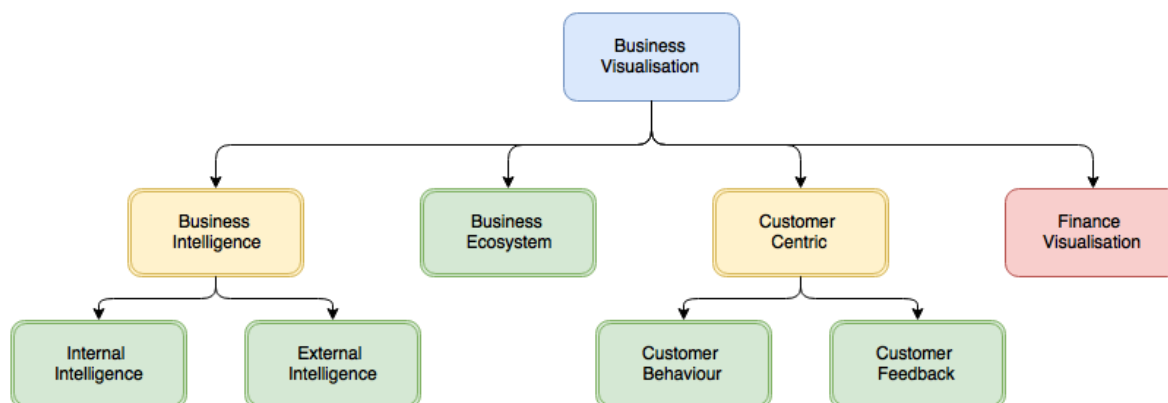 Business
Visualisation
Business
Intelligence
Business
Ecosystem
Customer
Centric
Finance
Visualisation
Internal
Intelligence
External
Intelligence
Customer
Behaviour
Customer
Feedback